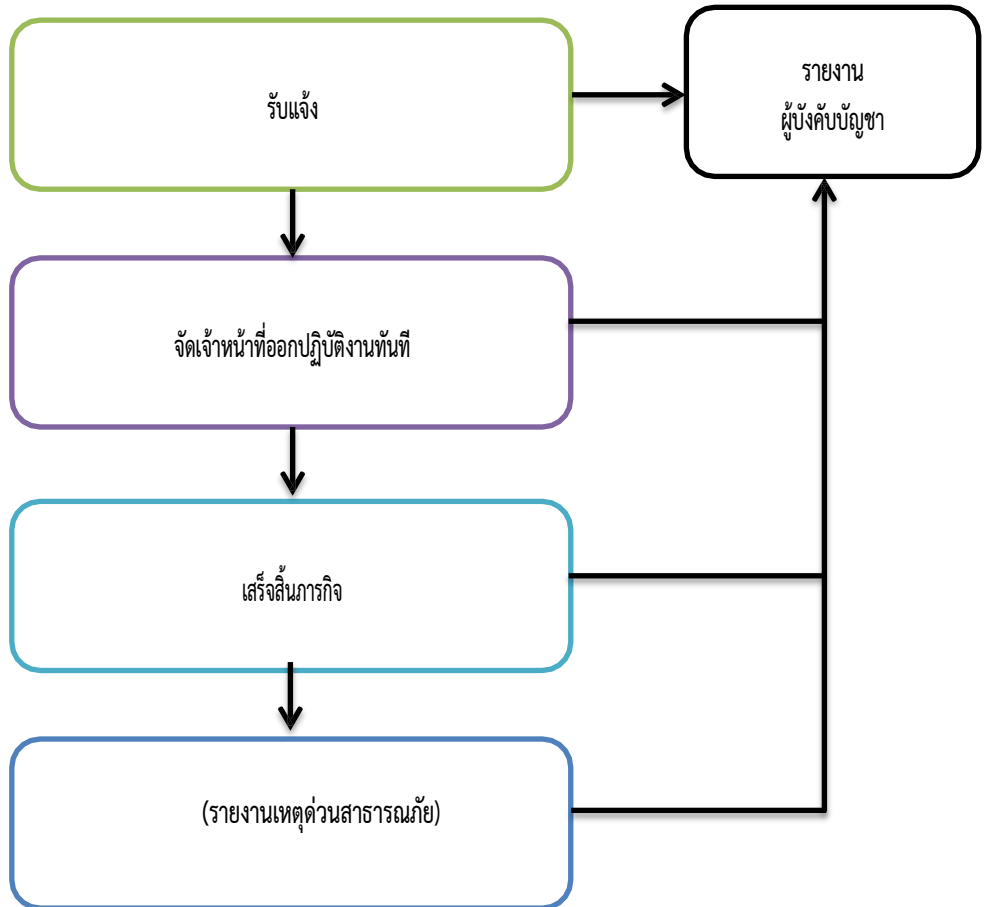 รับแจ้ง
รายงาน
ผู้บังคับบัญชา
จัดเจ้าหน้าที่ออกปฏิบัติงานทันที
เสร็จสิ้นภารกิจ
(รายงานเหตุด่วนสาธารณภัย)